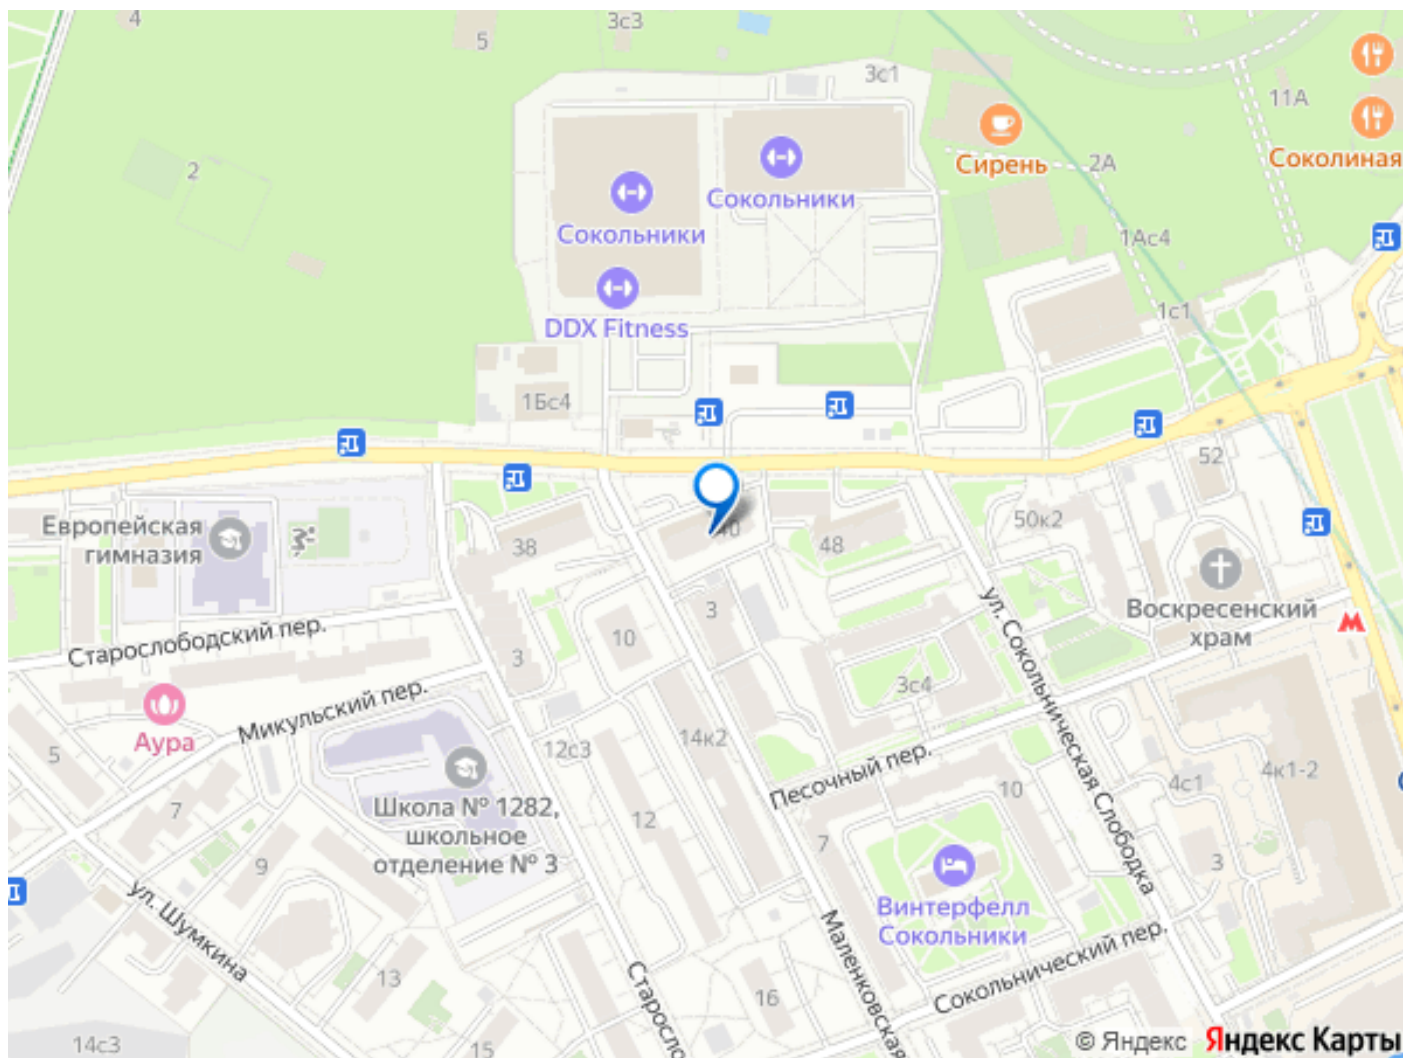 4
5
3с3
3с1
11А
2
Сокольники
Сокольники
DDX Fitness
Сирень
2А
Соколиная
1Ас4
1с1
1Бс4
52
50к2
40
48
38
Европейская
гимназия
Воскресенский
храм
Старослободский пер.
3
10
3
3с4
ул. Сокольническая Слободка
Микульский пер.
Аура
5
7
9
12с3
14к2
Песочный пер.
10
4с1
4к1-2
Школа № 1282,
школьное
отделение № 3
12
7
3
Винтерфелл
Сокольники
ул. Шумкина
13
Старосло
16
Маленковская
Сокольнический пер.
14с3
15
© Яндекс Яндекс Карты